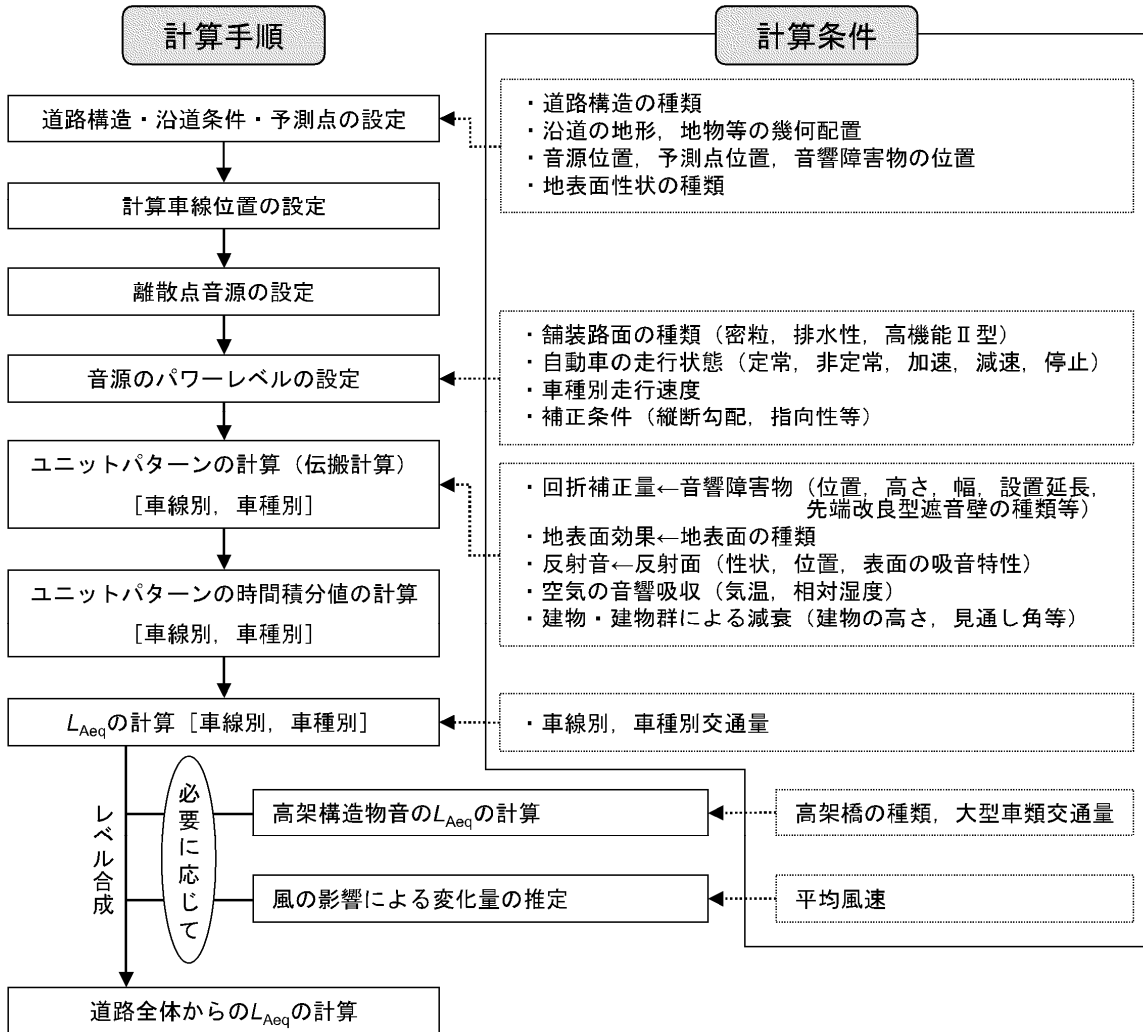 計算手順
計算条件
道路構造・沿道条件・予測点の設定
・道路構造の種類
・沿道の地形，地物等の幾何配置
・音源位置，予測点位置，音響障害物の位置
・地表面性状の種類
計算車線位置の設定
離散点音源の設定
音源のパワーレベルの設定
・舗装路面の種類（密粒，排水性，高機能Ⅱ型）
・自動車の走行状態（定常，非定常，加速，減速，停止）
・車種別走行速度
・補正条件（縦断勾配，指向性等）
ユニットパターンの計算（伝搬計算）
［車線別，車種別］
・回折補正量←音響障害物（位置，高さ，幅，設置延長，
先端改良型遮音壁の種類等）
・地表面効果←地表面の種類
・反射音←反射面（性状，位置，表面の吸音特性）
・空気の音響吸収（気温，相対湿度）
・建物・建物群による減衰（建物の高さ，見通し角等）
ユニットパターンの時間積分値の計算
［車線別，車種別］
LAeqの計算［車線別，車種別］
・車線別，車種別交通量
レベル合成
必要に応じて
高架構造物音のLAeqの計算
高架橋の種類，大型車類交通量
風の影響による変化量の推定
平均風速
道路全体からのLAeqの計算